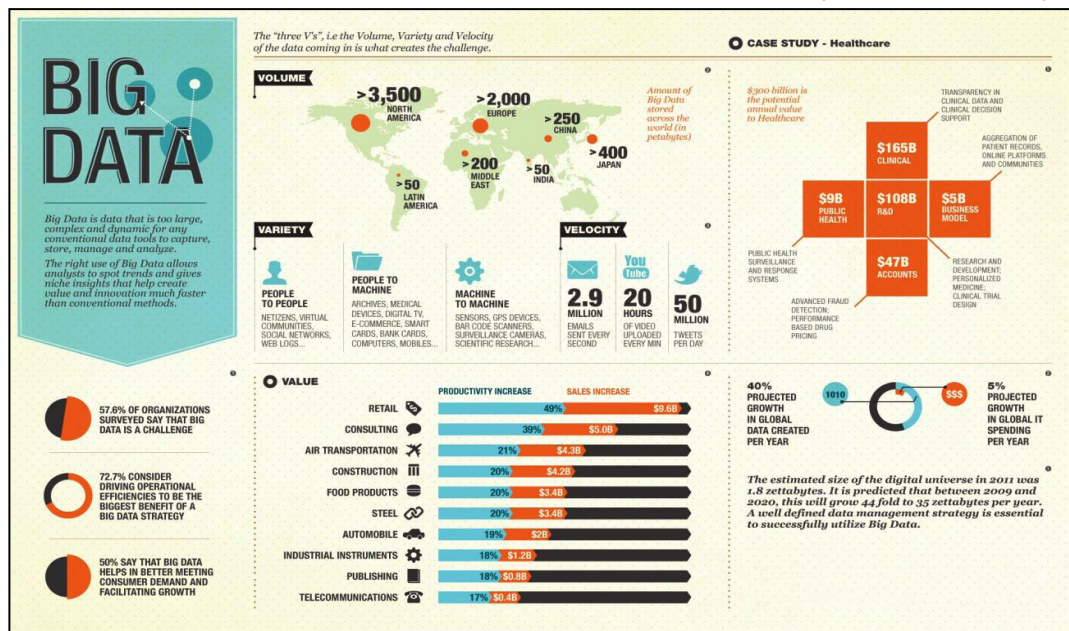 BIG
DATA
Big Data is data that is too large,
complex and dynamic for any
conventional data tools to capture,
store, manage and analyze.
The right use of Big Data allows
analysts to spot trends and gives
niche insights that help create
value and innovation much faster
than conventional methods.
57.6% OF ORGANIZATIONS
SURVEYED SAY THAT BIG
DATA IS A CHALLENGE
72.7% CONSIDER
DRIVING OPERATIONAL
EFFICIENCIES TO BE THE
BIGGEST BENEFIT OF A
BIG DATA STRATEGY
50% SAY THAT BIG DATA
HELPS IN BETTER MEETING
CONSUMER DEMAND AND
FACILITATING GROWTH
The "three V's", i.e the Volume, Variety and Velocity
of the data coming in is what creates the challenge.
VOLUME
>3,500
NORTH
AMERICA
>2,000
EUROPE
>250
CHINA
>400
JAPAN
>200
MIDDLE
EAST
>50
INDIA
>50
LATIN
AMERICA
Amount of
Big Data
stored
across the
world (in
petabytes)
VARIETY
PEOPLE
TO PEOPLE
NETIZENS, VIRTUAL
COMMUNITIES,
SOCIAL NETWORKS,
WEB LOGS...
PEOPLE TO
MACHINE
ARCHIVES, MEDICAL
DEVICES, DIGITAL TV,
E-COMMERCE, SMART
CARDS, BANK CARDS,
COMPUTERS, MOBILES...
MACHINE
TO MACHINE
SENSORS, GPS DEVICES,
BAR CODE SCANNERS,
SURVEILLANCE CAMERAS,
SCIENTIFIC RESEARCH...
VELOCITY
2.9
MILLION
EMAILS
SENT EVERY
SECOND
You
Tube
20
HOURS
OF VIDEO
UPLOADED
EVERY MIN
50
MILLION
TWEETS
PER DAY
VALUE
PRODUCTIVITY INCREASE SALES INCREASE
RETAIL 49% $9.6B
CONSULTING 39% $5.0B
AIR TRANSPORTATION 21% $4.3B
CONSTRUCTION 20% $4.2B
FOOD PRODUCTS 20% $3.4B
STEEL 20% $3.4B
AUTOMOBILE 19% $2B
INDUSTRIAL INSTRUMENTS 18% $1.2B
PUBLISHING 18% $0.8B
TELECOMMUNICATIONS 17% $0.4B
CASE STUDY - Healthcare
$300 billion is
the potential
annual value
to Healthcare
TRANSPARENCY IN
CLINICAL DATA AND
CLINICAL DECISION
SUPPORT
$165B
CLINICAL
AGGREGATION OF
PATIENT RECORDS,
ONLINE PLATFORMS
AND COMMUNITIES
$9B
PUBLIC
HEALTH
$108B
R&D
$5B
BUSINESS
MODEL
$47B
ACCOUNTS
PUBLIC HEALTH
SURVEILLANCE
AND RESPONSE
SYSTEMS
ADVANCED FRAUD
DETECTION;
PERFORMANCE
BASED DRUG
PRICING
RESEARCH AND
DEVELOPMENT;
PERSONALIZED
MEDICINE;
CLINICAL TRIAL
DESIGN
40%
PROJECTED
GROWTH
IN GLOBAL
DATA CREATED
PER YEAR
1010
$$$
5%
PROJECTED
GROWTH
IN GLOBAL IT
SPENDING
PER YEAR
The estimated size of the digital universe in 2011 was
1.8 zettabytes. It is predicted that between 2009 and
2020, this will grow 44 fold to 35 zettabytes per year.
A well defined data management strategy is essential
to successfully utilize Big Data.